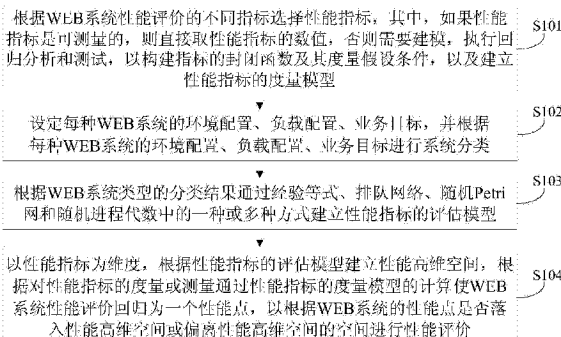 根据WEB系统性能评价的不同指标选择性能指标，其中，如果性能
指标是可测量的，则直接取性能指标的数值，否则需要建模，执行回
归分析和测试，以构建指标的封闭函数及其度量假设条件，以及建立
性能指标的度量模型
S101
设定每种WEB系统的环境配置、负载配置、业务目标，并根据
每种WEB系统的环境配置、负载配置、业务目标进行系统分类
S102
根据WEB系统类型的分类结果通过经验等式、排队网络、随机Petri
网和随机进程代数中的一种或多种方式建立性能指标的评估模型
S103
以性能指标为维度，根据性能指标的评估模型建立性能高维空间，根
据对性能指标的度量或测量通过性能指标的度量模型的计算使WEB
系统性能评价回归为一个性能点，以根据WEB系统的性能点是否落
入性能高维空间或偏离性能高维空间的空间进行性能评价
S104